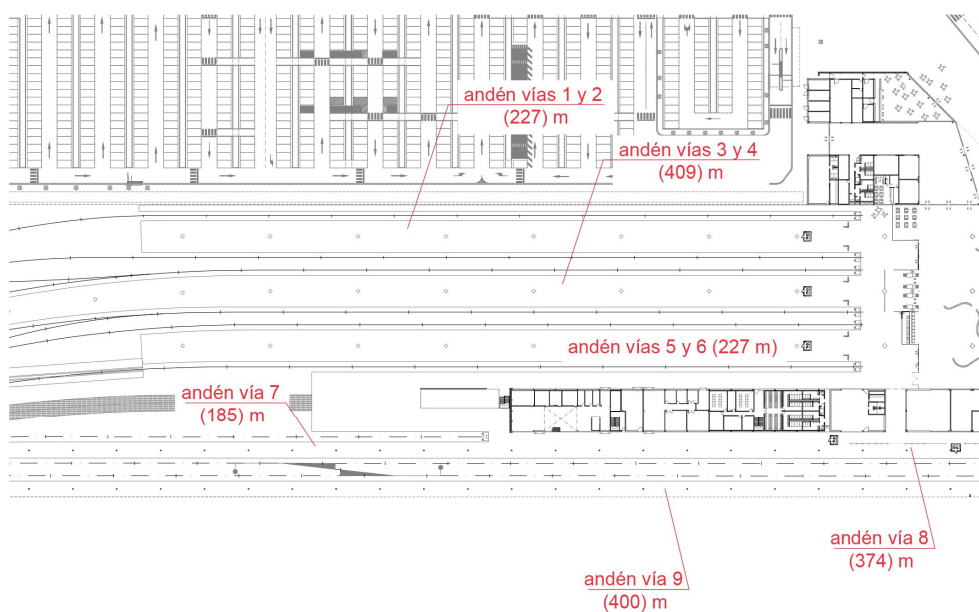 andén vías 1 y 2
(227) m
andén vías 3 y 4
(409) m
andén vías 5 y 6 (227 m)
andén vía 7
(185) m
andén vía 8
(374) m
andén vía 9
(400) m